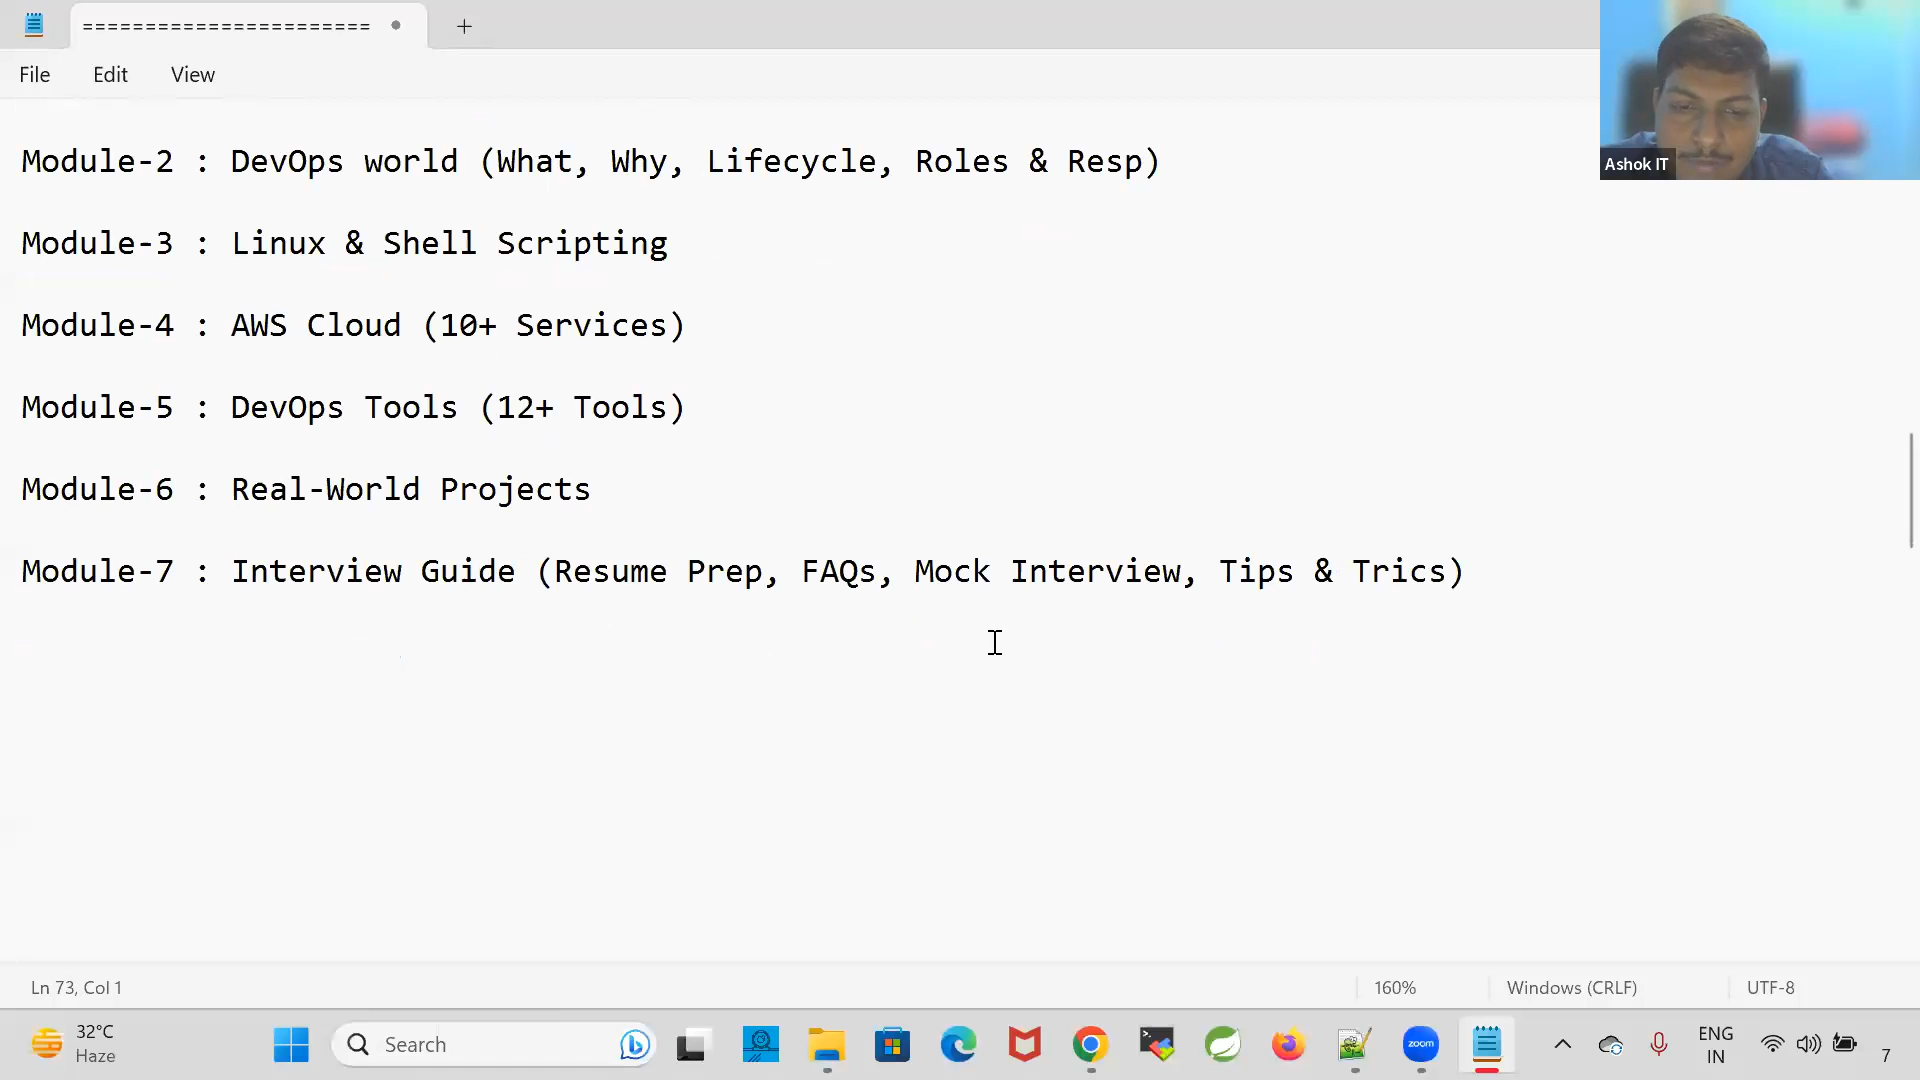 ======================= ● +
File Edit View
Ashok IT
Module-2 : DevOps world (What, Why, Lifecycle, Roles & Resp)
Module-3 : Linux & Shell Scripting
Module-4 : AWS Cloud (10+ Services)
Module-5 : DevOps Tools (12+ Tools)
Module-6 : Real-World Projects
Module-7 : Interview Guide (Resume Prep, FAQs, Mock Interview, Tips & Trics)
Ln 73, Col 1
160%
Windows (CRLF)
UTF-8
32°C
Haze
Search
zoom
ENG
IN
7